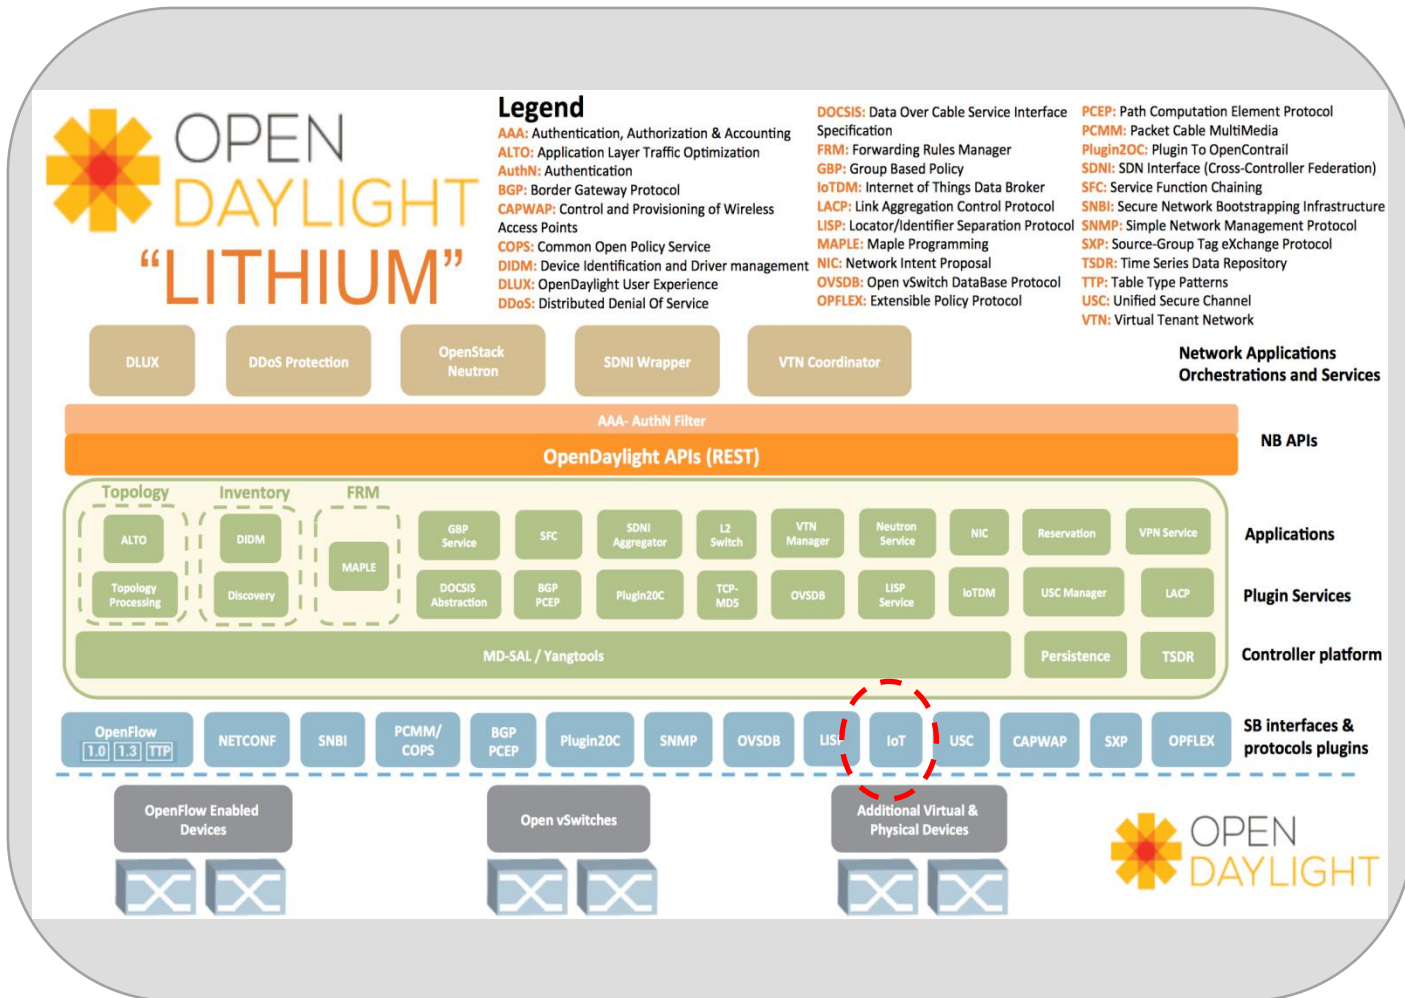 OPEN
DAYLIGHT
“LITHIUM”
Legend
AAA: Authentication, Authorization & Accounting
ALTO: Application Layer Traffic Optimization
AuthN: Authentication
BGP: Border Gateway Protocol
CAPWAP: Control and Provisioning of Wireless
Access Points
COPS: Common Open Policy Service
DIDM: Device Identification and Driver management
DLUX: OpenDaylight User Experience
DDoS: Distributed Denial Of Service
DOCSIS: Data Over Cable Service Interface
Specification
FRM: Forwarding Rules Manager
GBP: Group Based Policy
IoTDM: Internet of Things Data Broker
LACP: Link Aggregation Control Protocol
LISP: Locator/Identifier Separation Protocol
MAPLE: Maple Programming
NIC: Network Intent Proposal
OVSDB: Open vSwitch DataBase Protocol
OPFLEX: Extensible Policy Protocol
PCEP: Path Computation Element Protocol
PCMM: Packet Cable MultiMedia
Plugin2OC: Plugin To OpenContrail
SDNI: SDN Interface (Cross-Controller Federation)
SFC: Service Function Chaining
SNBI: Secure Network Bootstrapping Infrastructure
SNMP: Simple Network Management Protocol
SXP: Source-Group Tag eXchange Protocol
TSDR: Time Series Data Repository
TTP: Table Type Patterns
USC: Unified Secure Channel
VTN: Virtual Tenant Network
DLUX
DDoS Protection
OpenStack
Neutron
SDNI Wrapper
VTN Coordinator
Network Applications
Orchestrations and Services
AAA- AuthN Filter
OpenDaylight APIs (REST)
NB APIs
Topology
Inventory
FRM
ALTO
DIDM
MAPLE
GBP
Service
SFC
SDNI
Aggregator
L2
Switch
VTN
Manager
Neutron
Service
NIC
Reservation
VPN Service
Applications
Topology
Processing
Discovery
DOCSIS
Abstraction
BGP
PCEP
Plugin20C
TCP-
MD5
OVSDB
LISP
Service
IoTDM
USC Manager
LACP
Plugin Services
MD-SAL / Yangtools
Persistence
TSDR
Controller platform
OpenFlow
1.0 1.3 TTP
NETCONF
SNBI
PCMM/
COPS
BGP
PCEP
Plugin20C
SNMP
OVSDB
LISP
IoT
USC
CAPWAP
SXP
OPFLEX
SB interfaces &
protocols plugins
OpenFlow Enabled
Devices
Open vSwitches
Additional Virtual &
Physical Devices
OPEN
DAYLIGHT